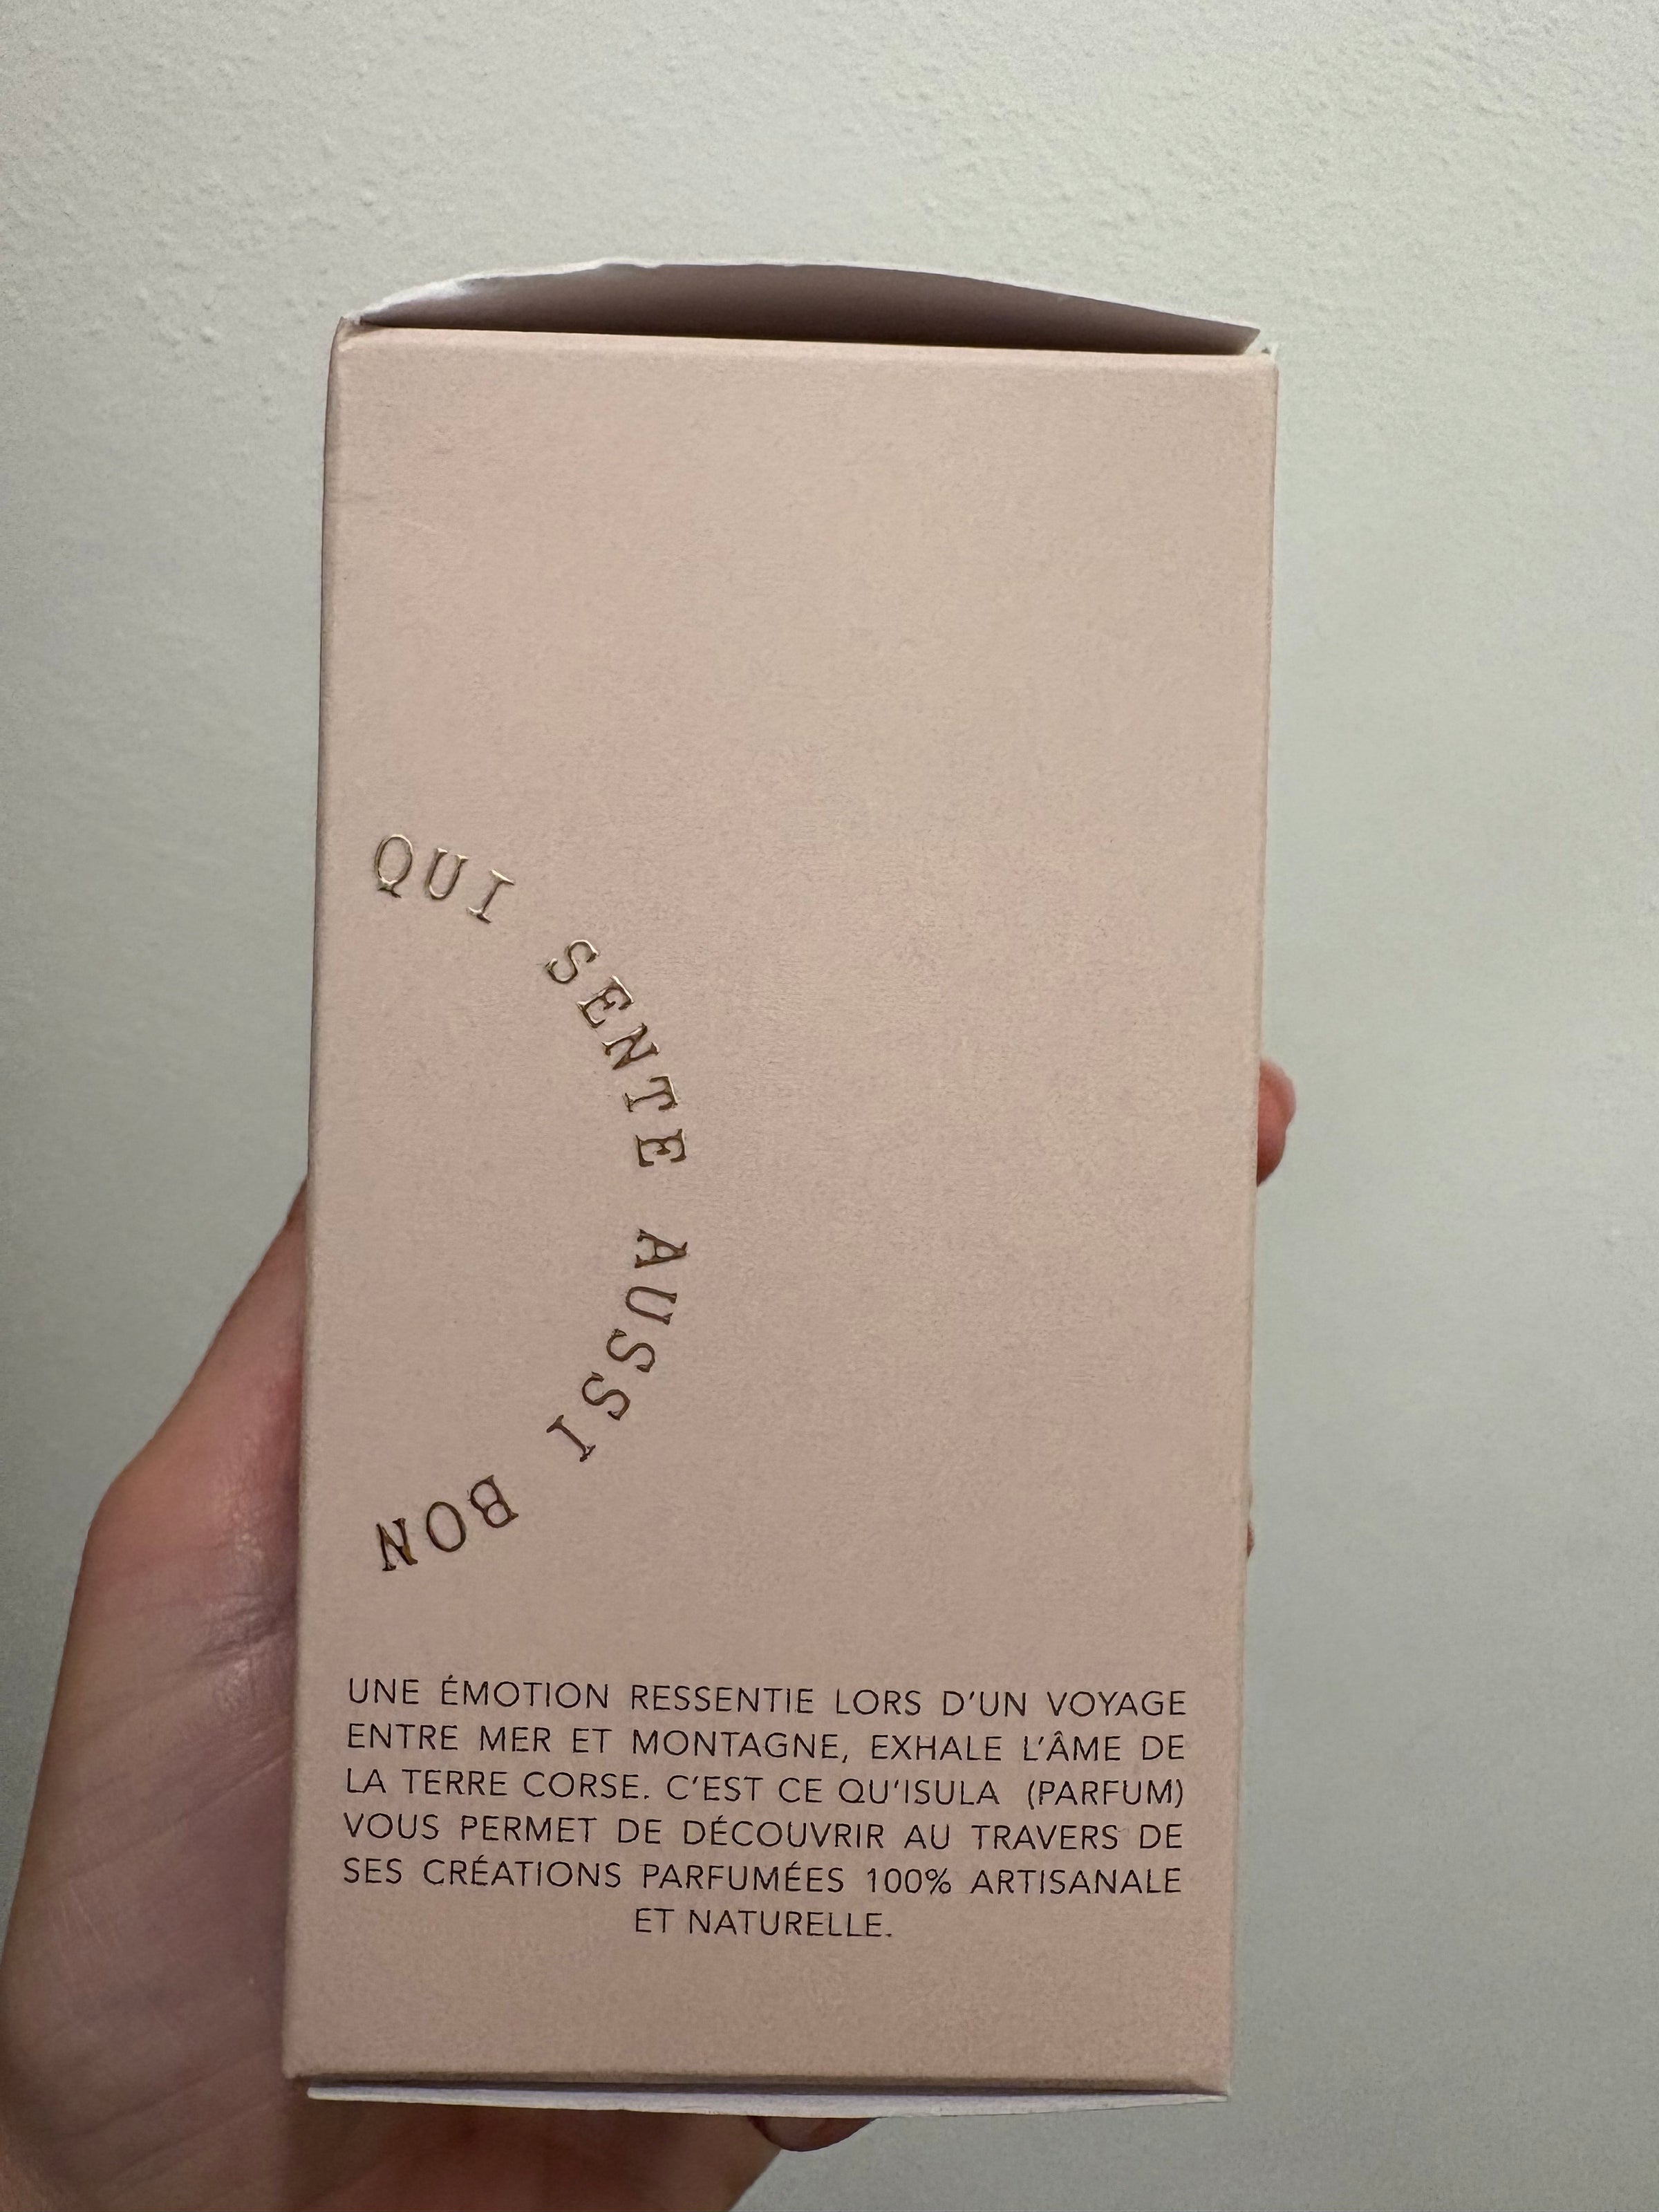 QUI SENTE AUSSI BON
UNE ÉMOTION RESSENTIE LORS D'UN VOYAGE
ENTRE MER ET MONTAGNE, EXHALE L'ÂME DE
LA TERRE CORSE. C'EST CE QU'ISULA (PARFUM)
VOUS PERMET DE DÉCOUVRIR AU TRAVERS DE
SES CRÉATIONS PARFUMÉES 100% ARTISANALE
ET NATURELLE.